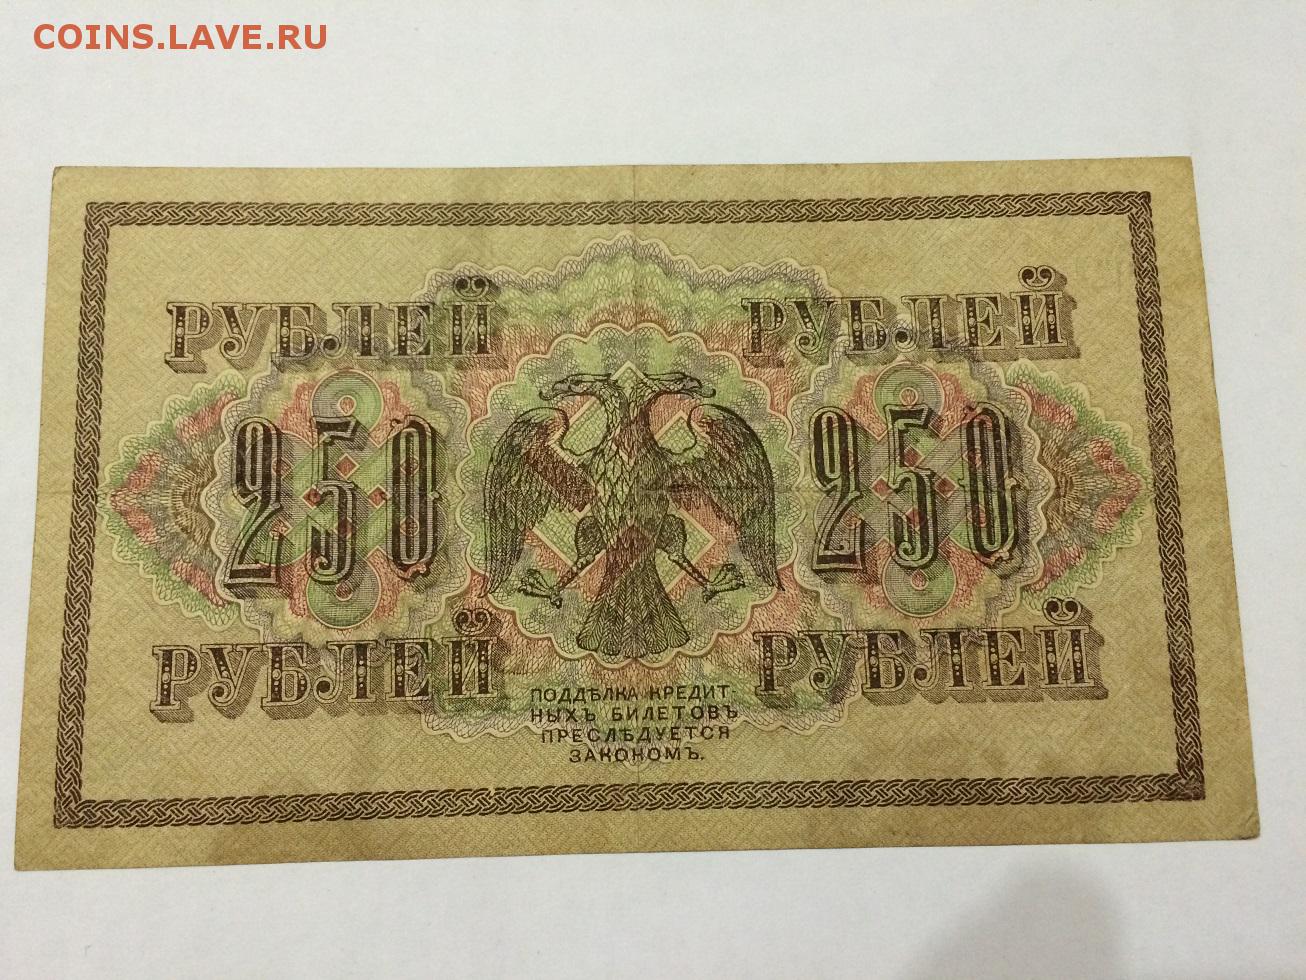 COINS.LAVE.RU
РУБЛЕЙ РУБЛЕЙ
250 250
РУБЛЕЙ РУБЛЕЙ
ПОДДѢЛКА КРЕДИТ-
НЫХЪ БИЛЕТОВЪ
ПРЕСЛѢДУЕТСЯ
ЗАКОНОМЪ.